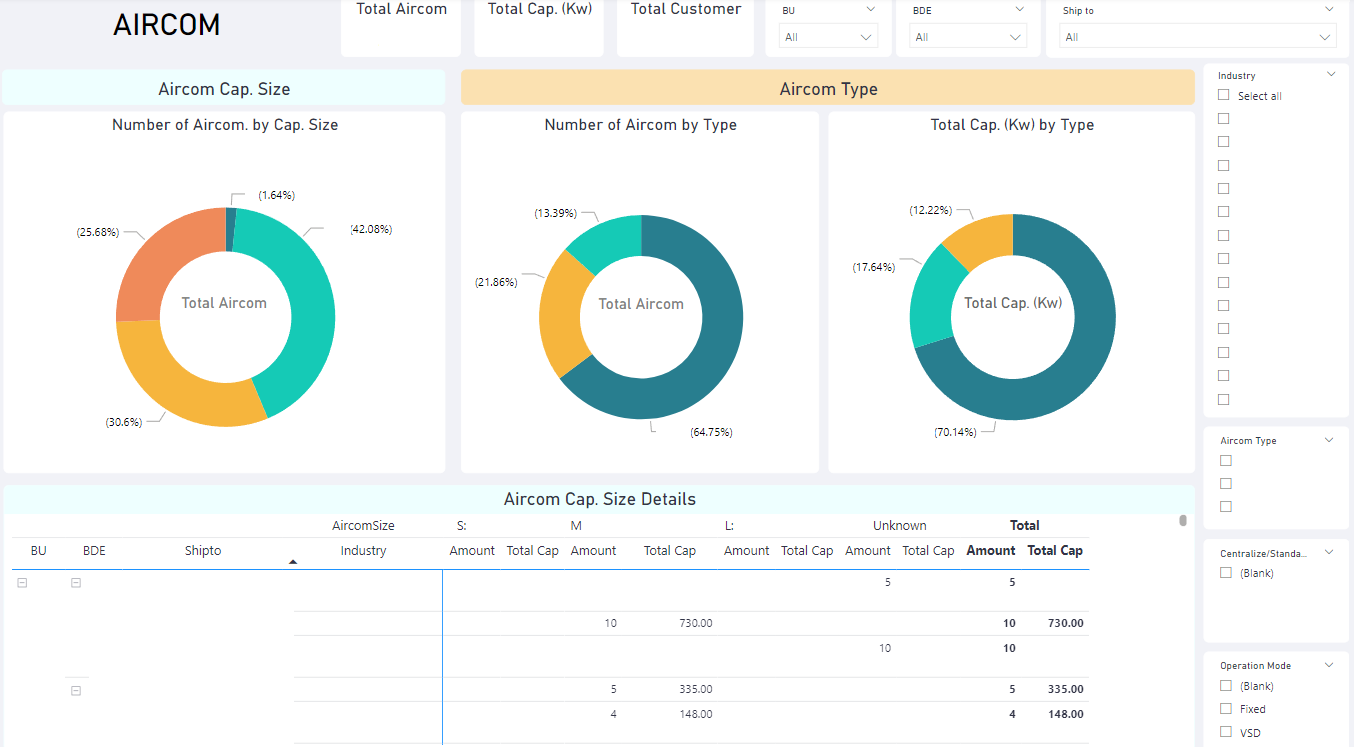 AIRCOM
Total Aircom
Total Cap. (Kw)
Total Customer
BU
All
BDE
All
Ship to
All
Aircom Cap. Size
Aircom Type
Number of Aircom. by Cap. Size
(1.64%)
(42.08%)
(25.68%)
Total Aircom
(30.6%)
Number of Aircom by Type
(13.39%)
(21.86%)
Total Aircom
(64.75%)
Total Cap. (Kw) by Type
(12.22%)
(17.64%)
Total Cap. (Kw)
(70.14%)
Industry
Select all
Aircom Type
Centralize/Standa...
(Blank)
Operation Mode
(Blank)
Fixed
VSD
Aircom Cap. Size Details
AircomSize S: M L: Unknown Total
BU BDE Shipto Industry Amount Total Cap Amount Total Cap Amount Total Cap Amount Total Cap Amount Total Cap
5 5
10 730.00 10 730.00
10 10
5 335.00 5 335.00
4 148.00 4 148.00